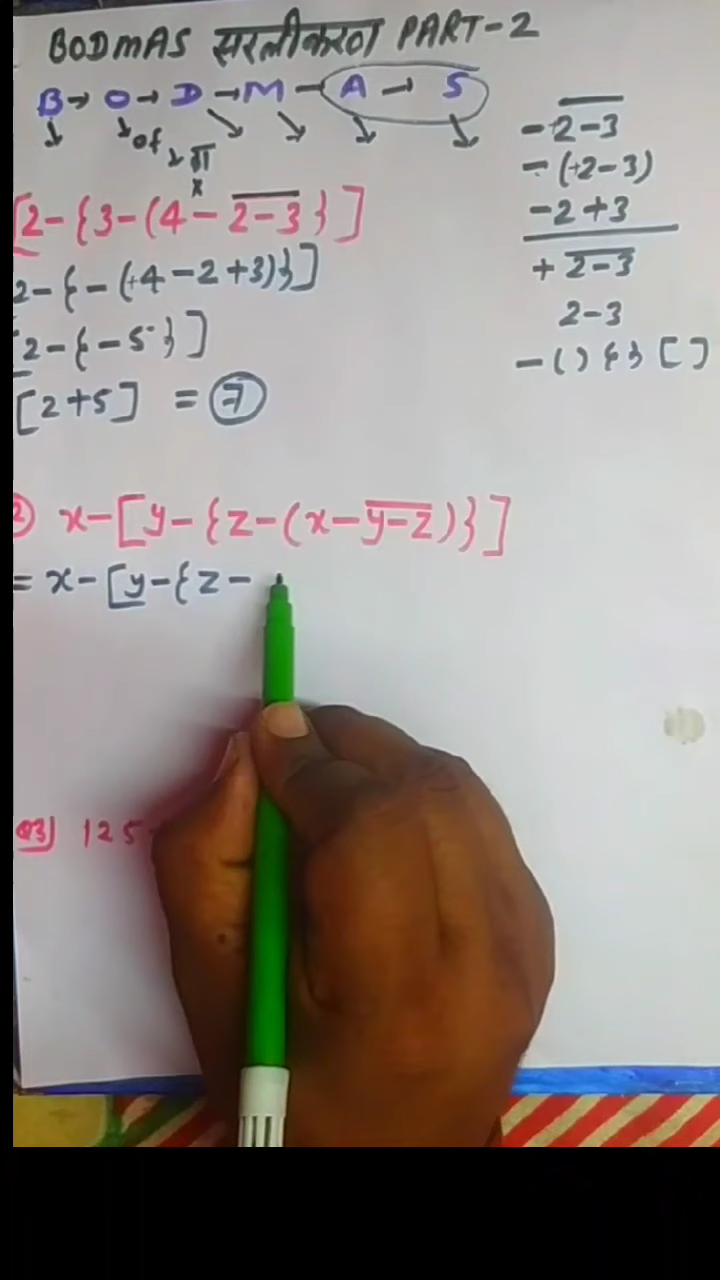 BODMAS सरलीकरण PART-2
B → O → D → M → A → S
of
[2-{3-(4-2-3}]
2-{-(+4-2+3)}]
[2-{-5}]
[2+5] = 7
-2-3
-(+2-3)
-2+3
+2-3
2-3
-() {} []
2) x-[y-{z-(x-y-z)}]
= x-[y-{z-
Q3) 125